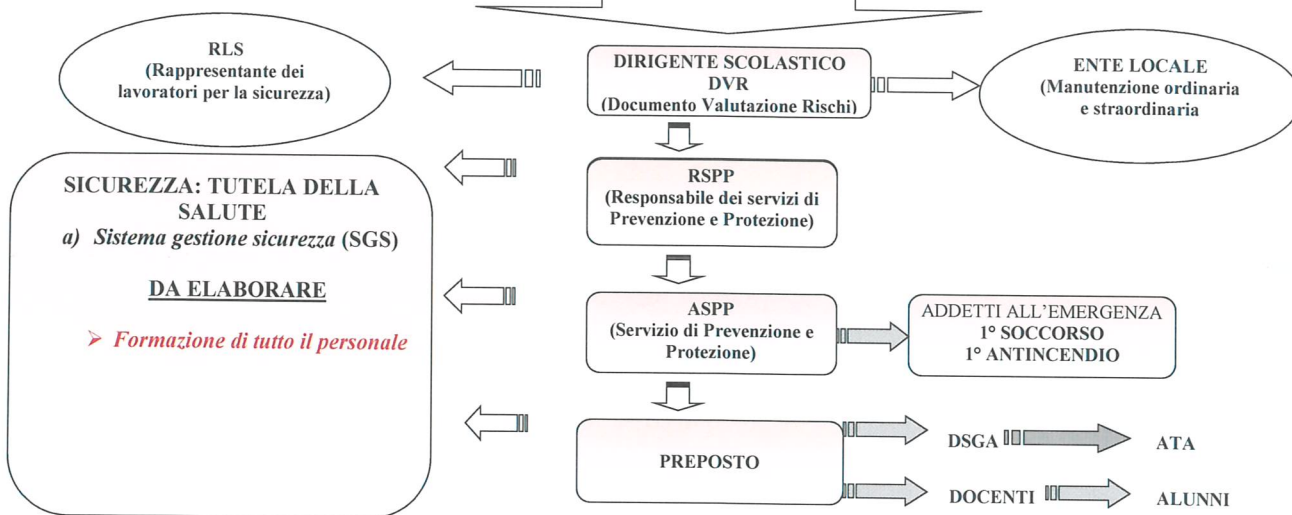 RLS
(Rappresentante dei
lavoratori per la sicurezza)
DIRIGENTE SCOLASTICO
DVR
(Documento Valutazione Rischi)
ENTE LOCALE
(Manutenzione ordinaria
e straordinaria
SICUREZZA: TUTELA DELLA
SALUTE
a) Sistema gestione sicurezza (SGS)
DA ELABORARE
➢ Formazione di tutto il personale
RSPP
(Responsabile dei servizi di
Prevenzione e Protezione)
ASPP
(Servizio di Prevenzione e
Protezione)
ADDETTI ALL'EMERGENZA
1° SOCCORSO
1° ANTINCENDIO
PREPOSTO
DSGA
ATA
DOCENTI
ALUNNI